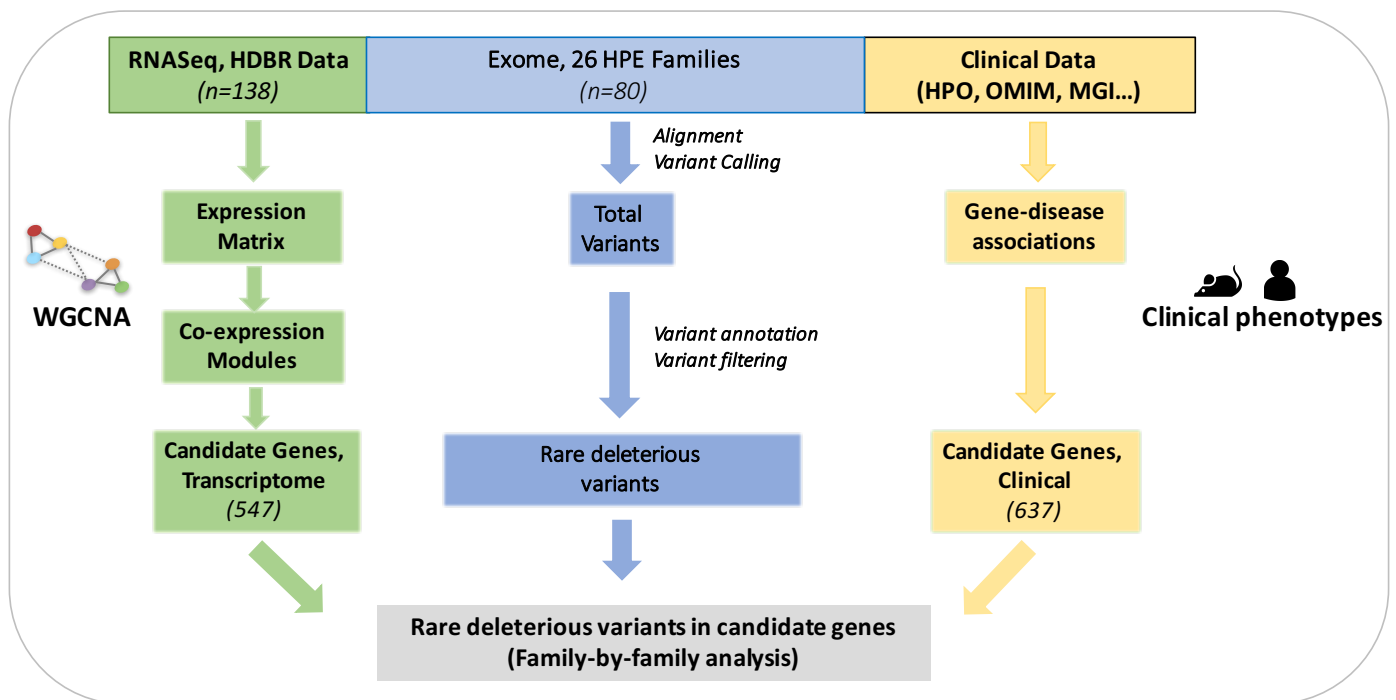 RNASeq, HDBR Data
(n=138)
Exome, 26 HPE Families
(n=80)
Clinical Data
(HPO, OMIM, MGI...)
Alignment
Variant Calling
Expression
Matrix
Total
Variants
Gene-disease
associations
WGCNA
Clinical phenotypes
Co-expression
Modules
Variant annotation
Variant filtering
Candidate Genes,
Transcriptome
(547)
Rare deleterious
variants
Candidate Genes,
Clinical
(637)
Rare deleterious variants in candidate genes
(Family-by-family analysis)